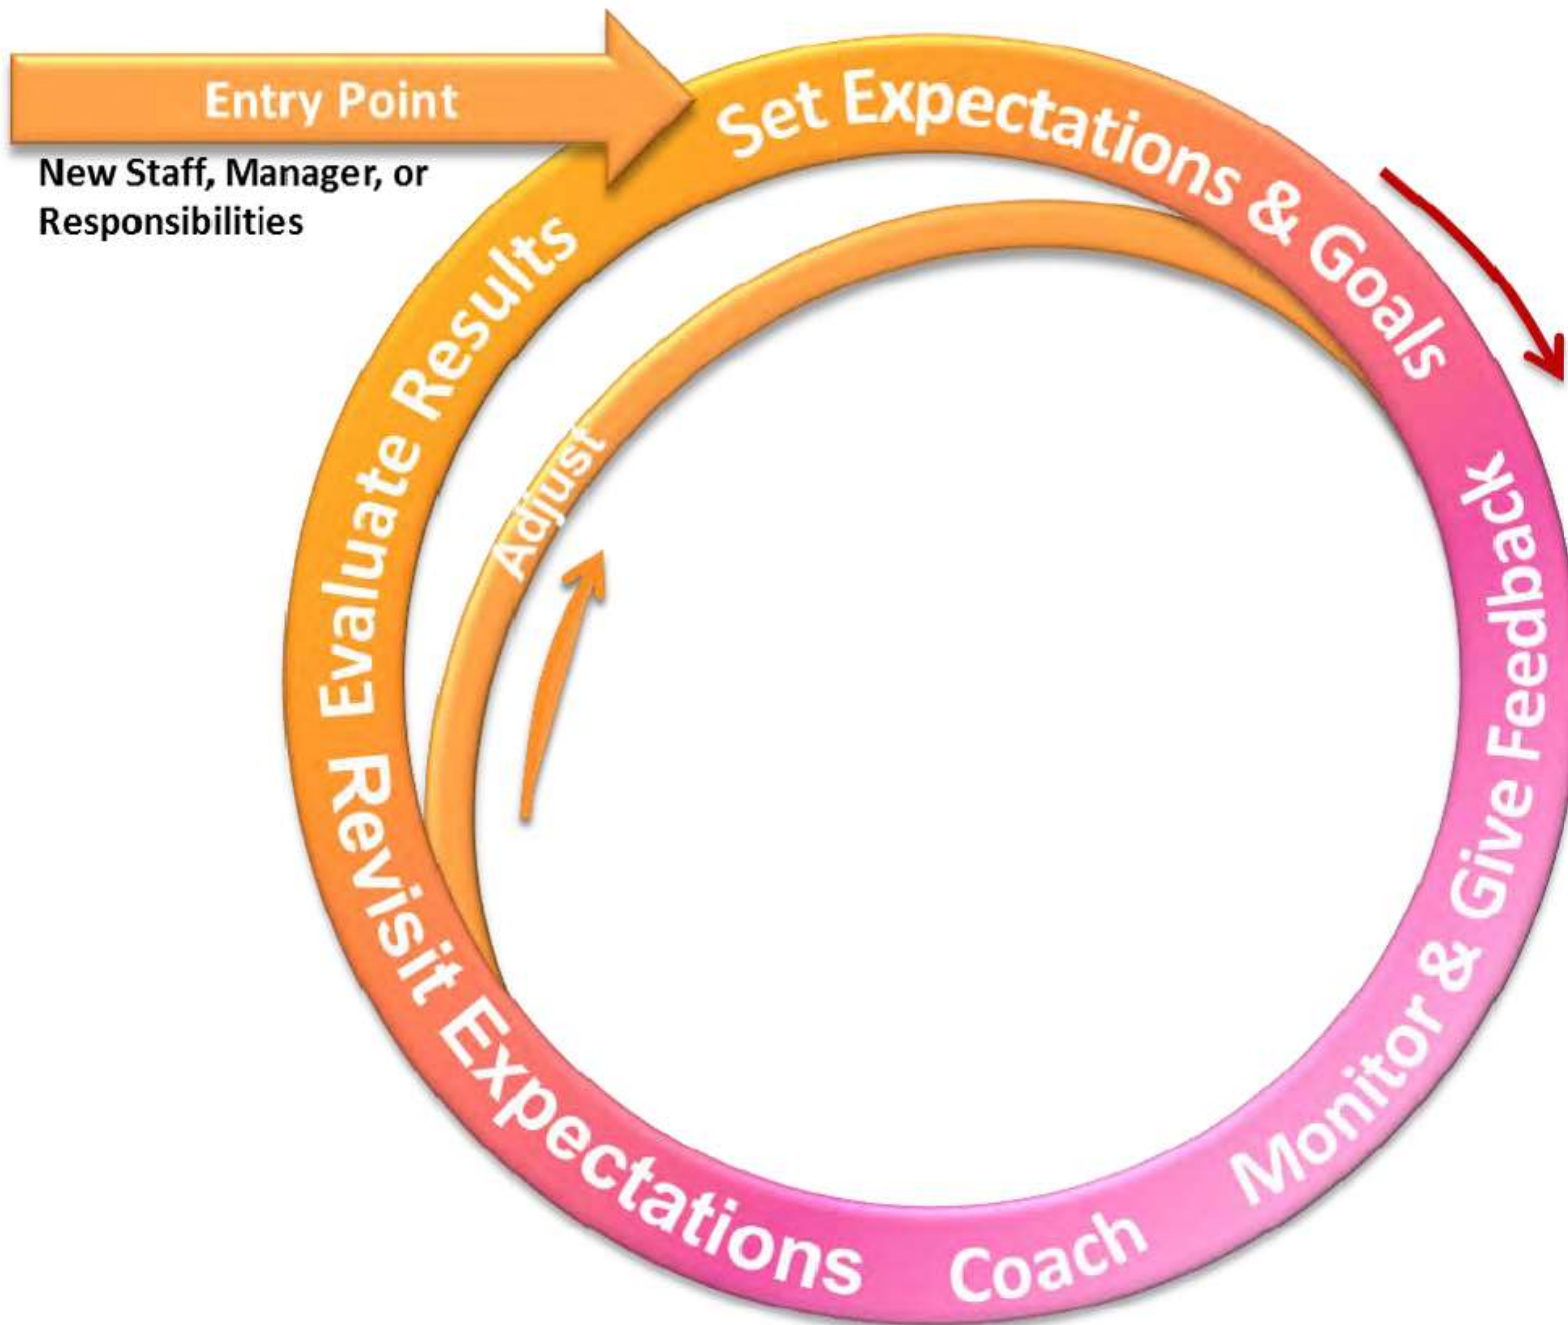 Entry Point
New Staff, Manager, or
Responsibilities
Set Expectations & Goals
Monitor & Give Feedback
Coach
Revisit Expectations
Evaluate Results
Adjust